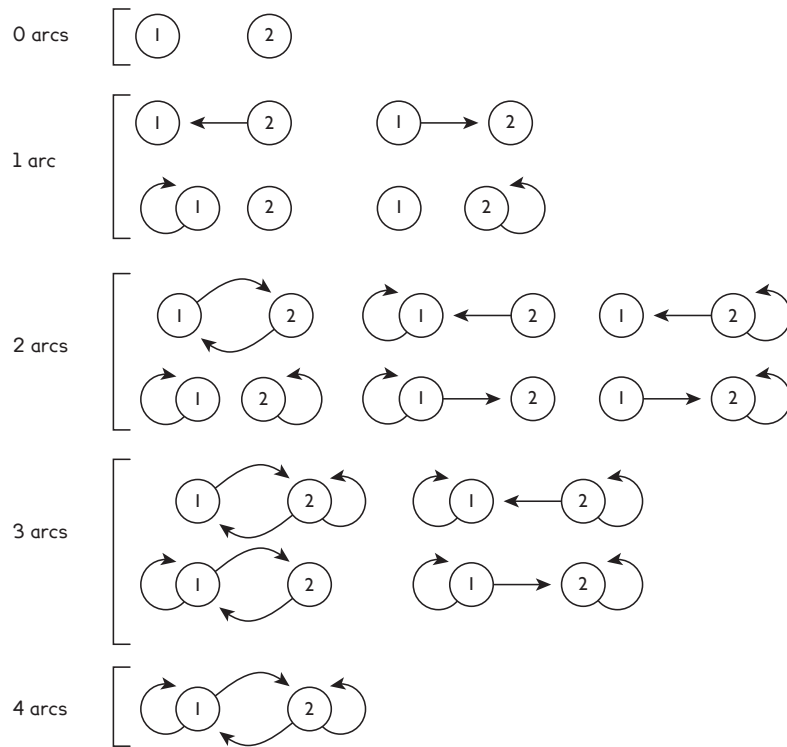 0 arcs 1 2
1 2 1 2
1 arc
1 2 1 2
1 2 1 2 1 2
2 arcs
1 2 1 2 1 2
1 2 1 2
3 arcs
1 2 1 2
4 arcs 1 2